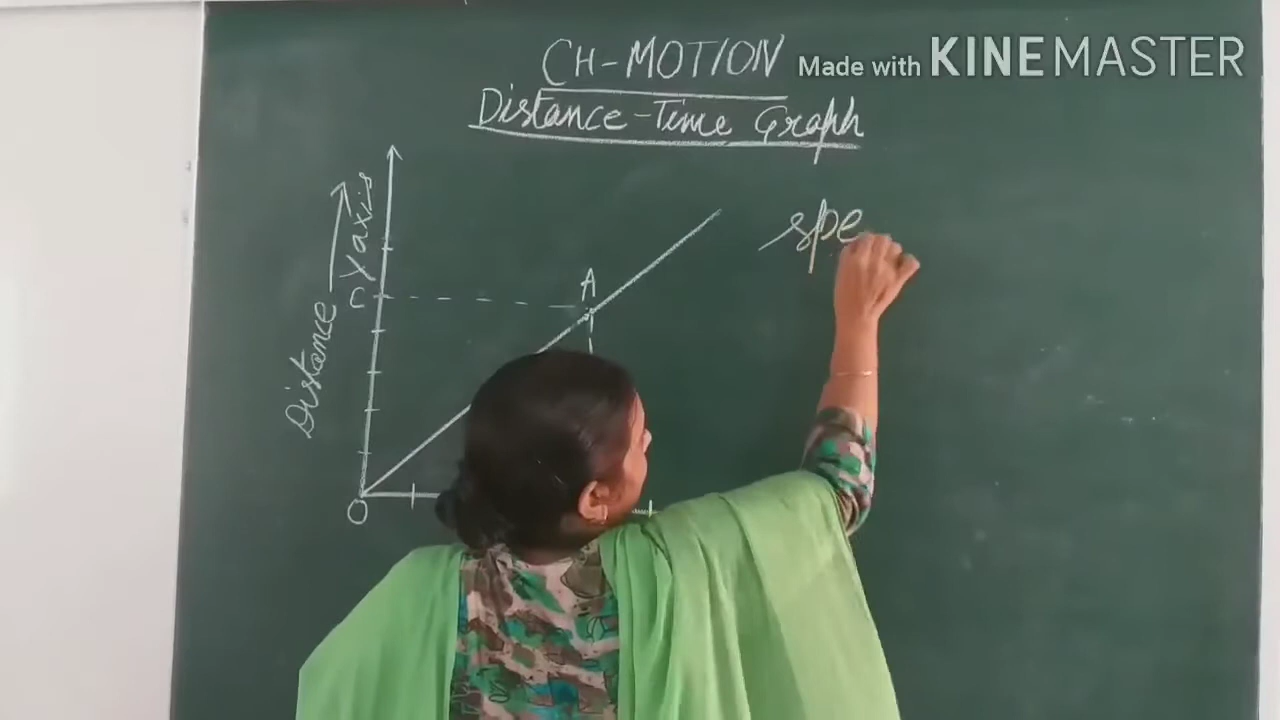 CH-MOTION
Made with KINEMASTER
Distance-Time Graph
Distance
Y axis
spe
A
C
O